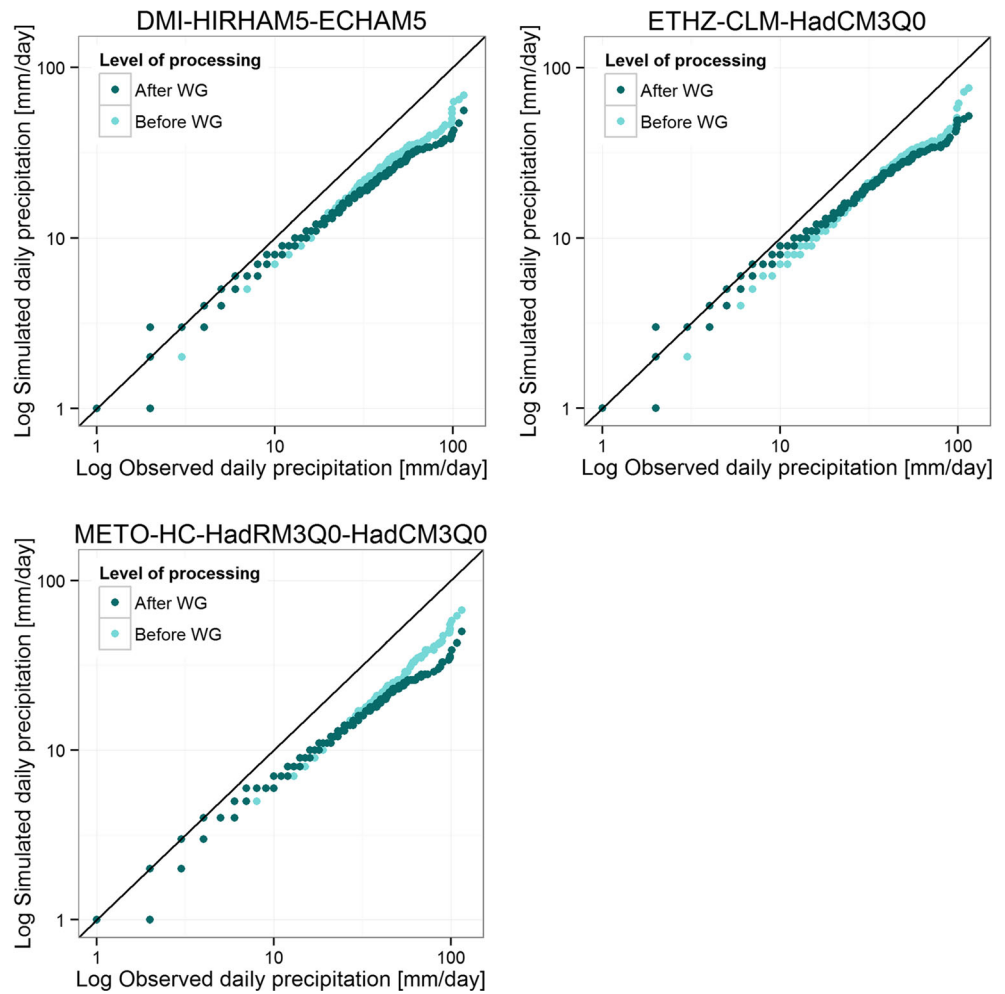 DMI-HIRHAM5-ECHAM5
Log Simulated daily precipitation [mm/day]
Level of processing
After WG
Before WG
100
10
1
1
10
100
Log Observed daily precipitation [mm/day]
ETHZ-CLM-HadCM3Q0
Log Simulated daily precipitation [mm/day]
Level of processing
After WG
Before WG
100
10
1
1
10
100
Log Observed daily precipitation [mm/day]
METO-HC-HadRM3Q0-HadCM3Q0
Log Simulated daily precipitation [mm/day]
Level of processing
After WG
Before WG
100
10
1
1
10
100
Log Observed daily precipitation [mm/day]